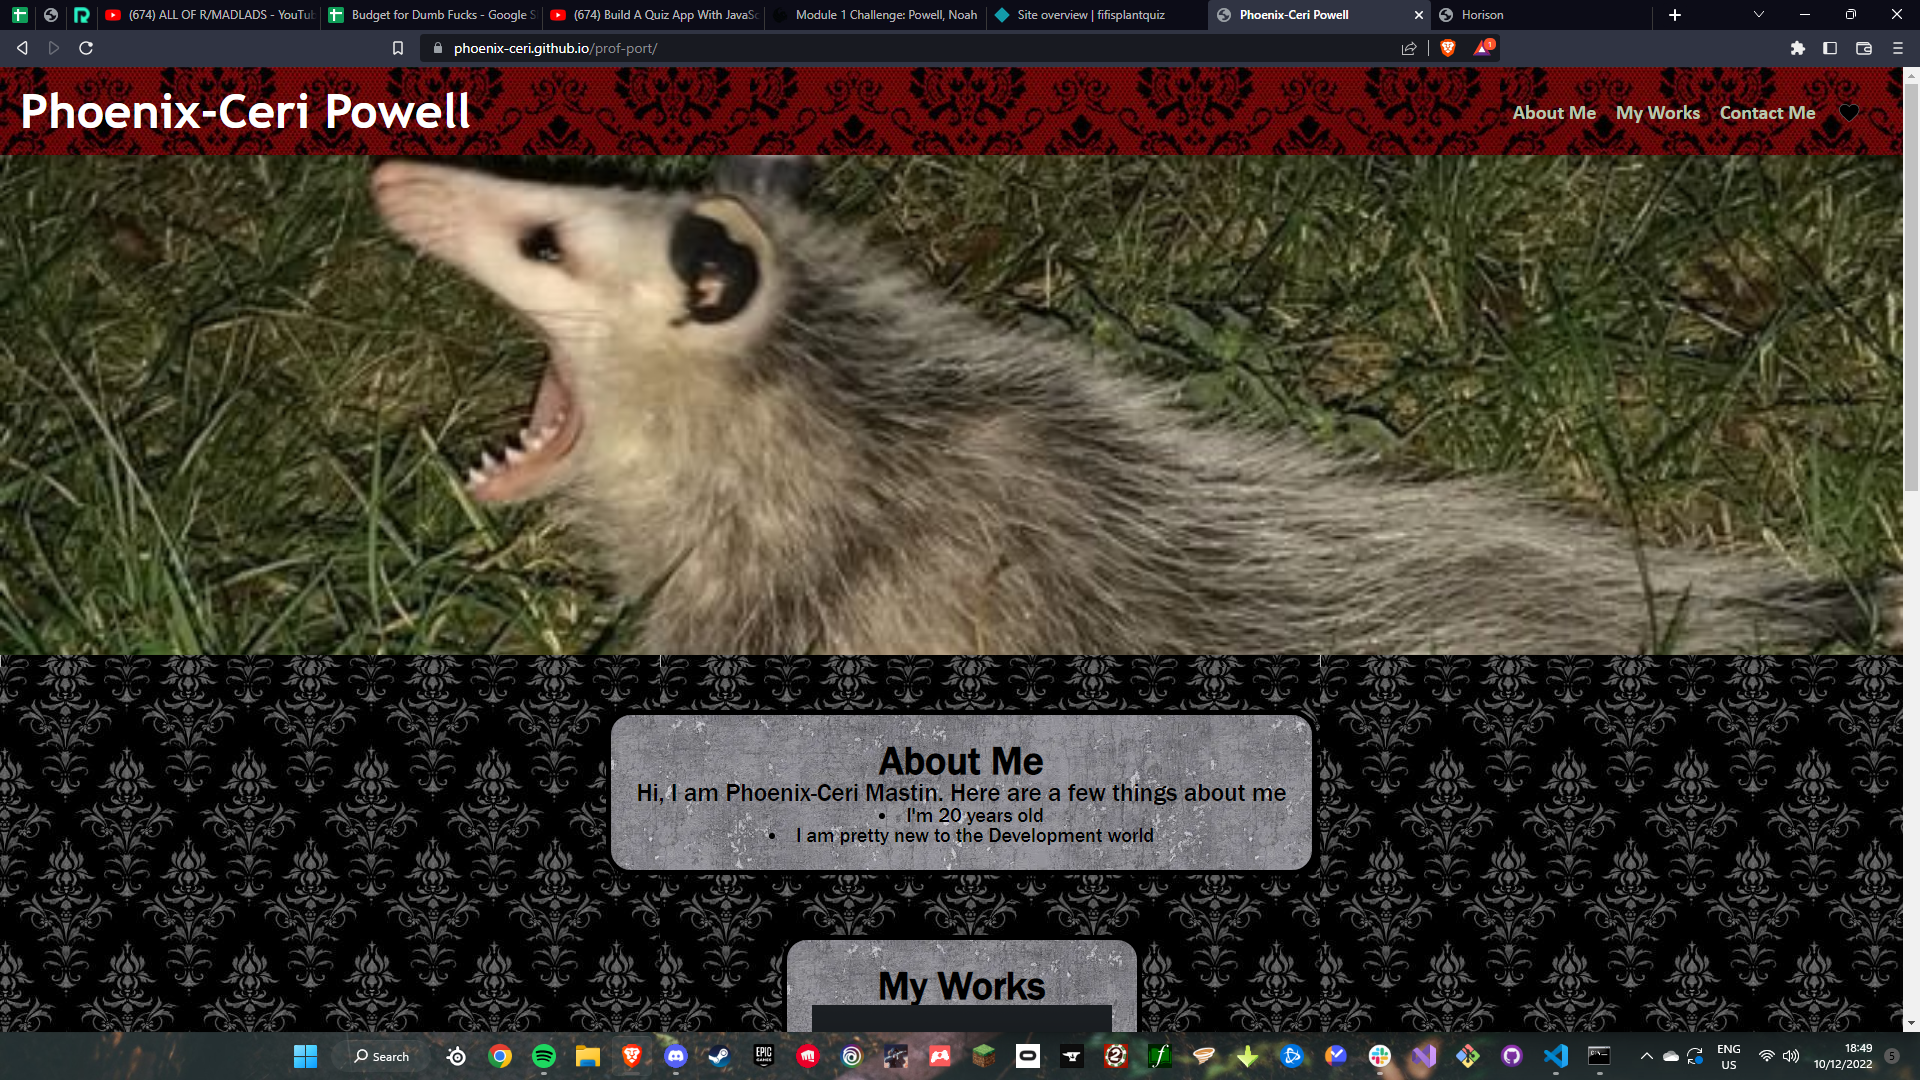 (674) ALL OF R/MADLADS - YouTub
Budget for Dumb Fucks - Google S
(674) Build A Quiz App With JavaSc
Module 1 Challenge: Powell, Noah
Site overview | fifisplantquiz
Phoenix-Ceri Powell
Horison
phoenix-ceri.github.io/prof-port/
1
Phoenix-Ceri Powell
About Me
My Works
Contact Me
About Me
Hi, I am Phoenix-Ceri Mastin. Here are a few things about me
• I'm 20 years old
• I am pretty new to the Development world
My Works
Search
EPIC GAMES
ENG
US
18:49
10/12/2022
5